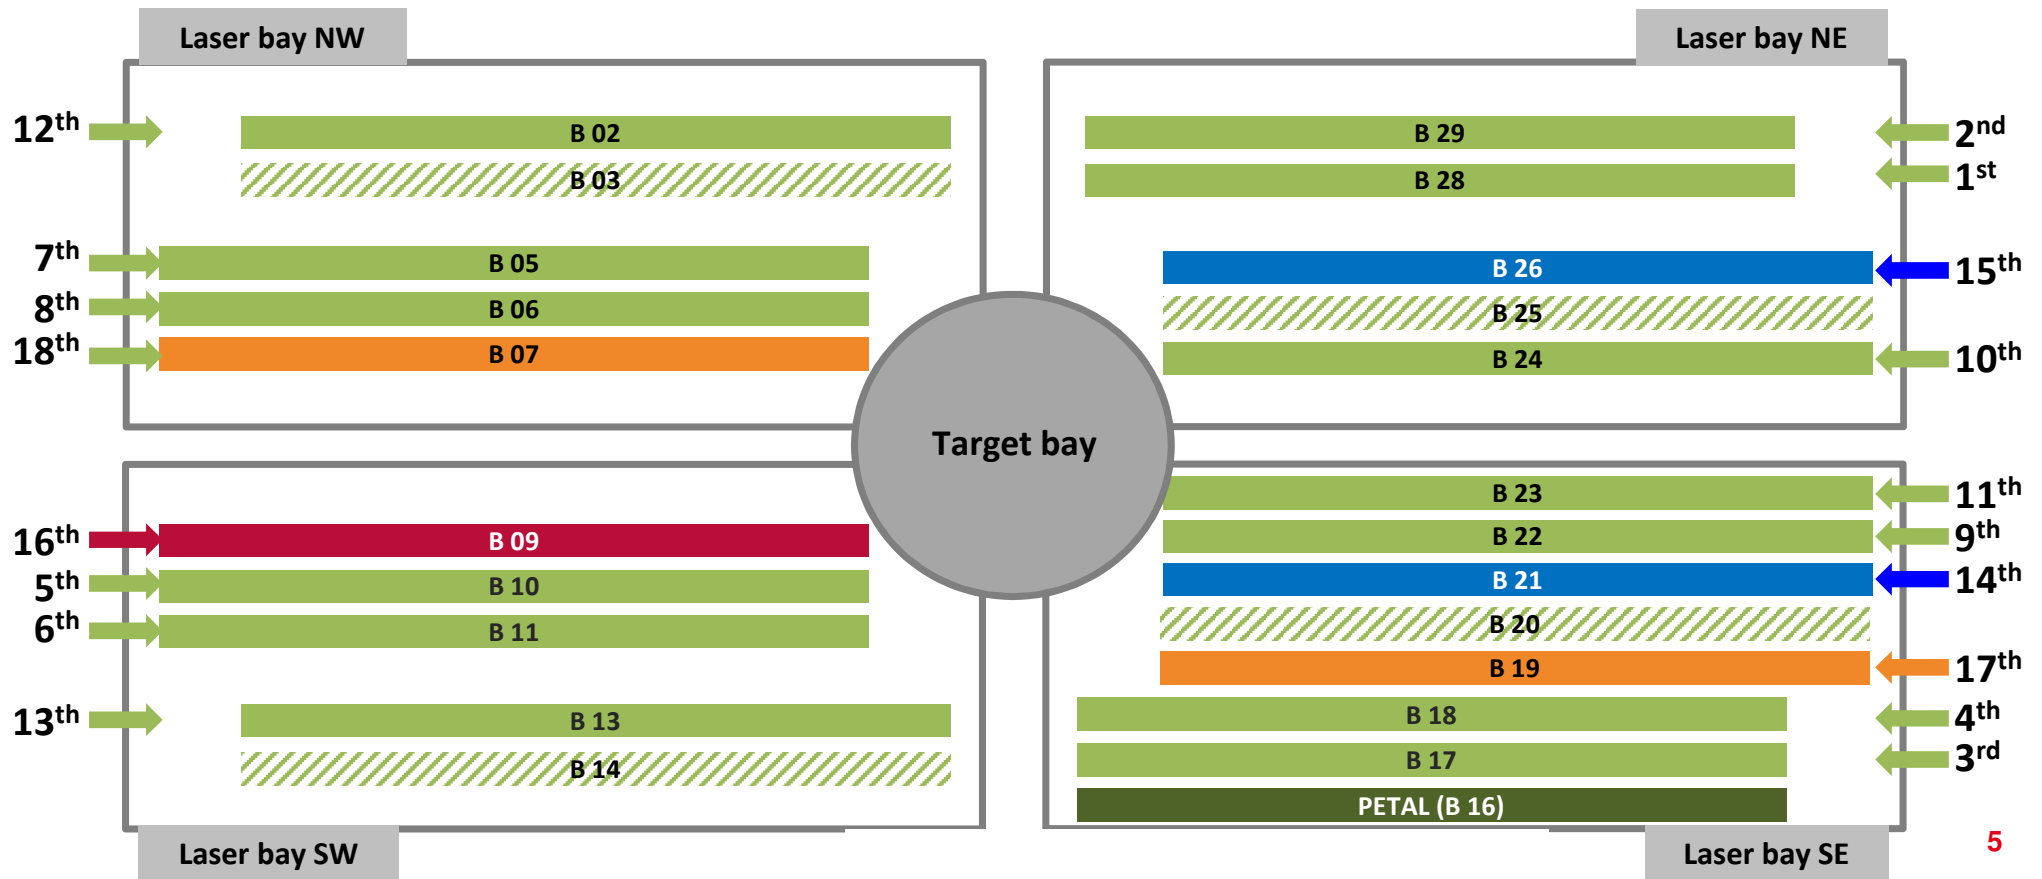 Laser bay NW
12th
B 02
B 03
7th
B 05
8th
B 06
18th
B 07
Laser bay NE
B 29
2nd
B 28
1st
B 26
15th
B 25
B 24
10th
Target bay
16th
B 09
5th
B 10
6th
B 11
13th
B 13
B 14
Laser bay SW
B 23
11th
B 22
9th
B 21
14th
B 20
B 19
17th
B 18
4th
B 17
3rd
PETAL (B 16)
Laser bay SE
5